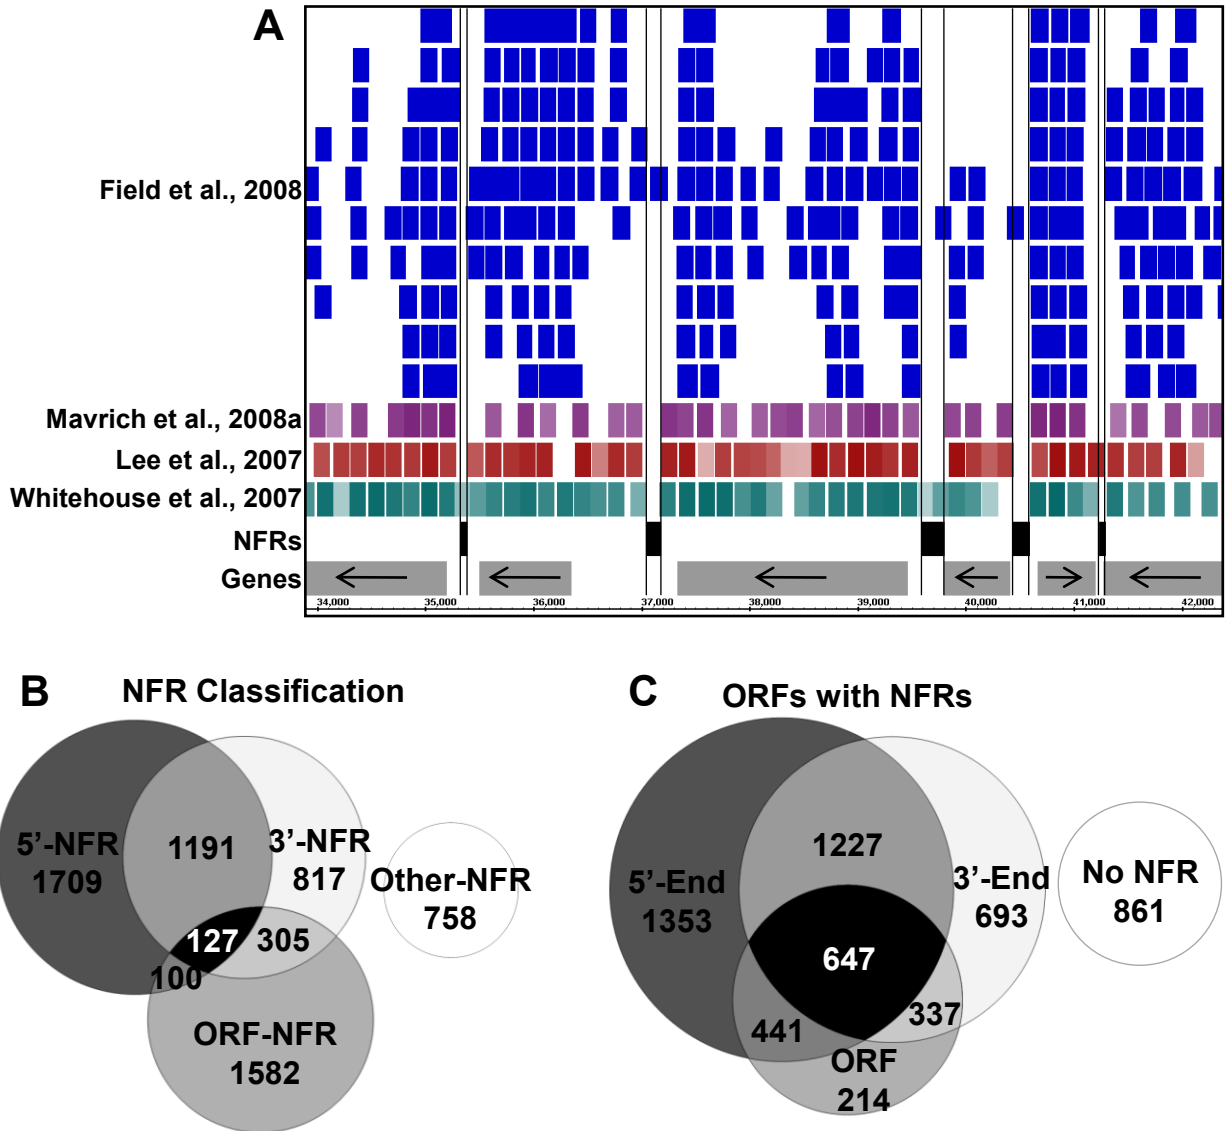 A
Field et al., 2008
Mavrich et al., 2008a
Lee et al., 2007
Whitehouse et al., 2007
NFRs
Genes
34,000 35,000 36,000 37,000 38,000 39,000 40,000 41,000 42,000
B NFR Classification
5’-NFR
1709
1191
3’-NFR
817
Other-NFR
758
127
305
100
ORF-NFR
1582
C ORFs with NFRs
5’-End
1353
1227
3’-End
693
No NFR
861
647
441
337
ORF
214